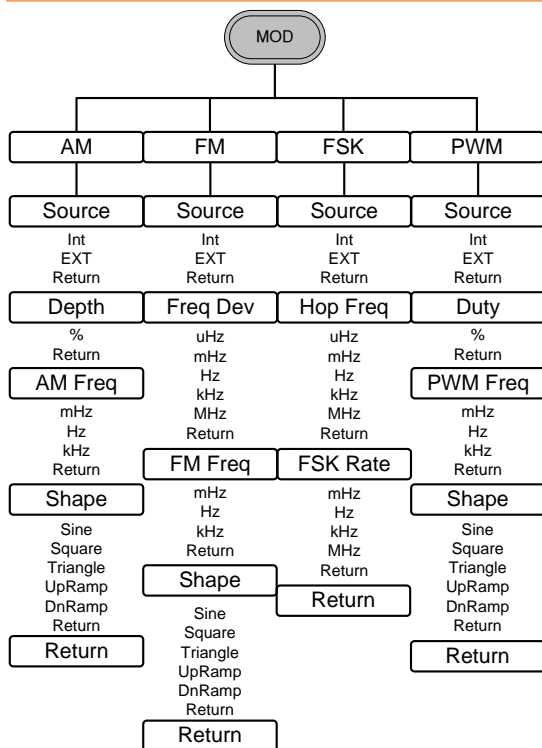 MOD
AM
FM
FSK
PWM
Source
Int
EXT
Return
Depth
%
Return
AM Freq
mHz
Hz
kHz
Return
Shape
Sine
Square
Triangle
UpRamp
DnRamp
Return
Return
Source
Int
EXT
Return
Freq Dev
uHz
mHz
Hz
kHz
MHz
Return
FM Freq
mHz
Hz
kHz
Return
Shape
Sine
Square
Triangle
UpRamp
DnRamp
Return
Return
Source
Int
EXT
Return
Hop Freq
uHz
mHz
Hz
kHz
MHz
Return
FSK Rate
mHz
Hz
kHz
MHz
Return
Return
Source
Int
EXT
Return
Duty
%
Return
PWM Freq
mHz
Hz
kHz
Return
Shape
Sine
Square
Triangle
UpRamp
DnRamp
Return
Return